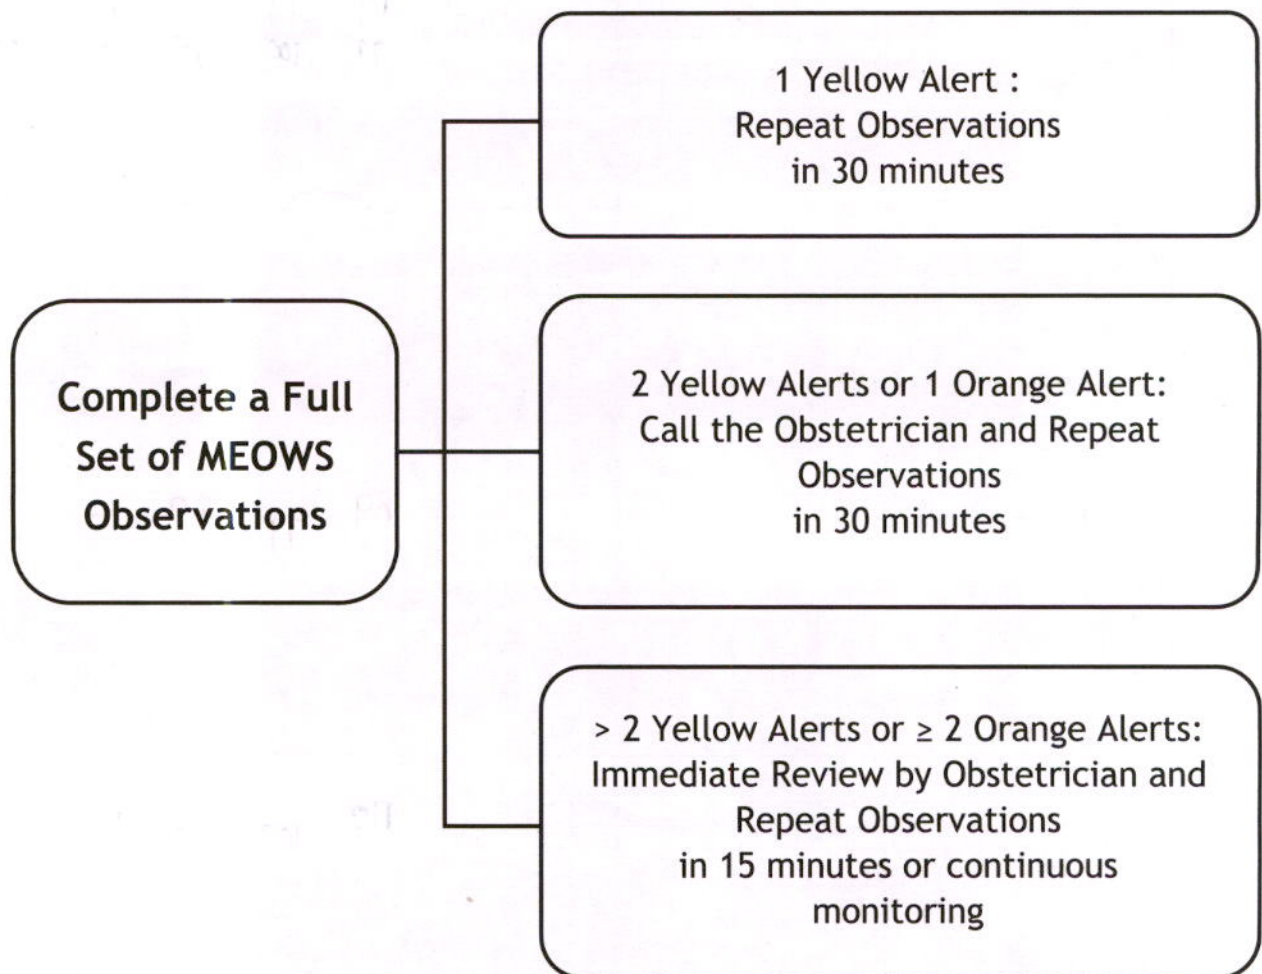 Complete a Full
Set of MEOWS
Observations
1 Yellow Alert :
Repeat Observations
in 30 minutes
2 Yellow Alerts or 1 Orange Alert:
Call the Obstetrician and Repeat
Observations
in 30 minutes
> 2 Yellow Alerts or ≥ 2 Orange Alerts:
Immediate Review by Obstetrician and
Repeat Observations
in 15 minutes or continuous
monitoring